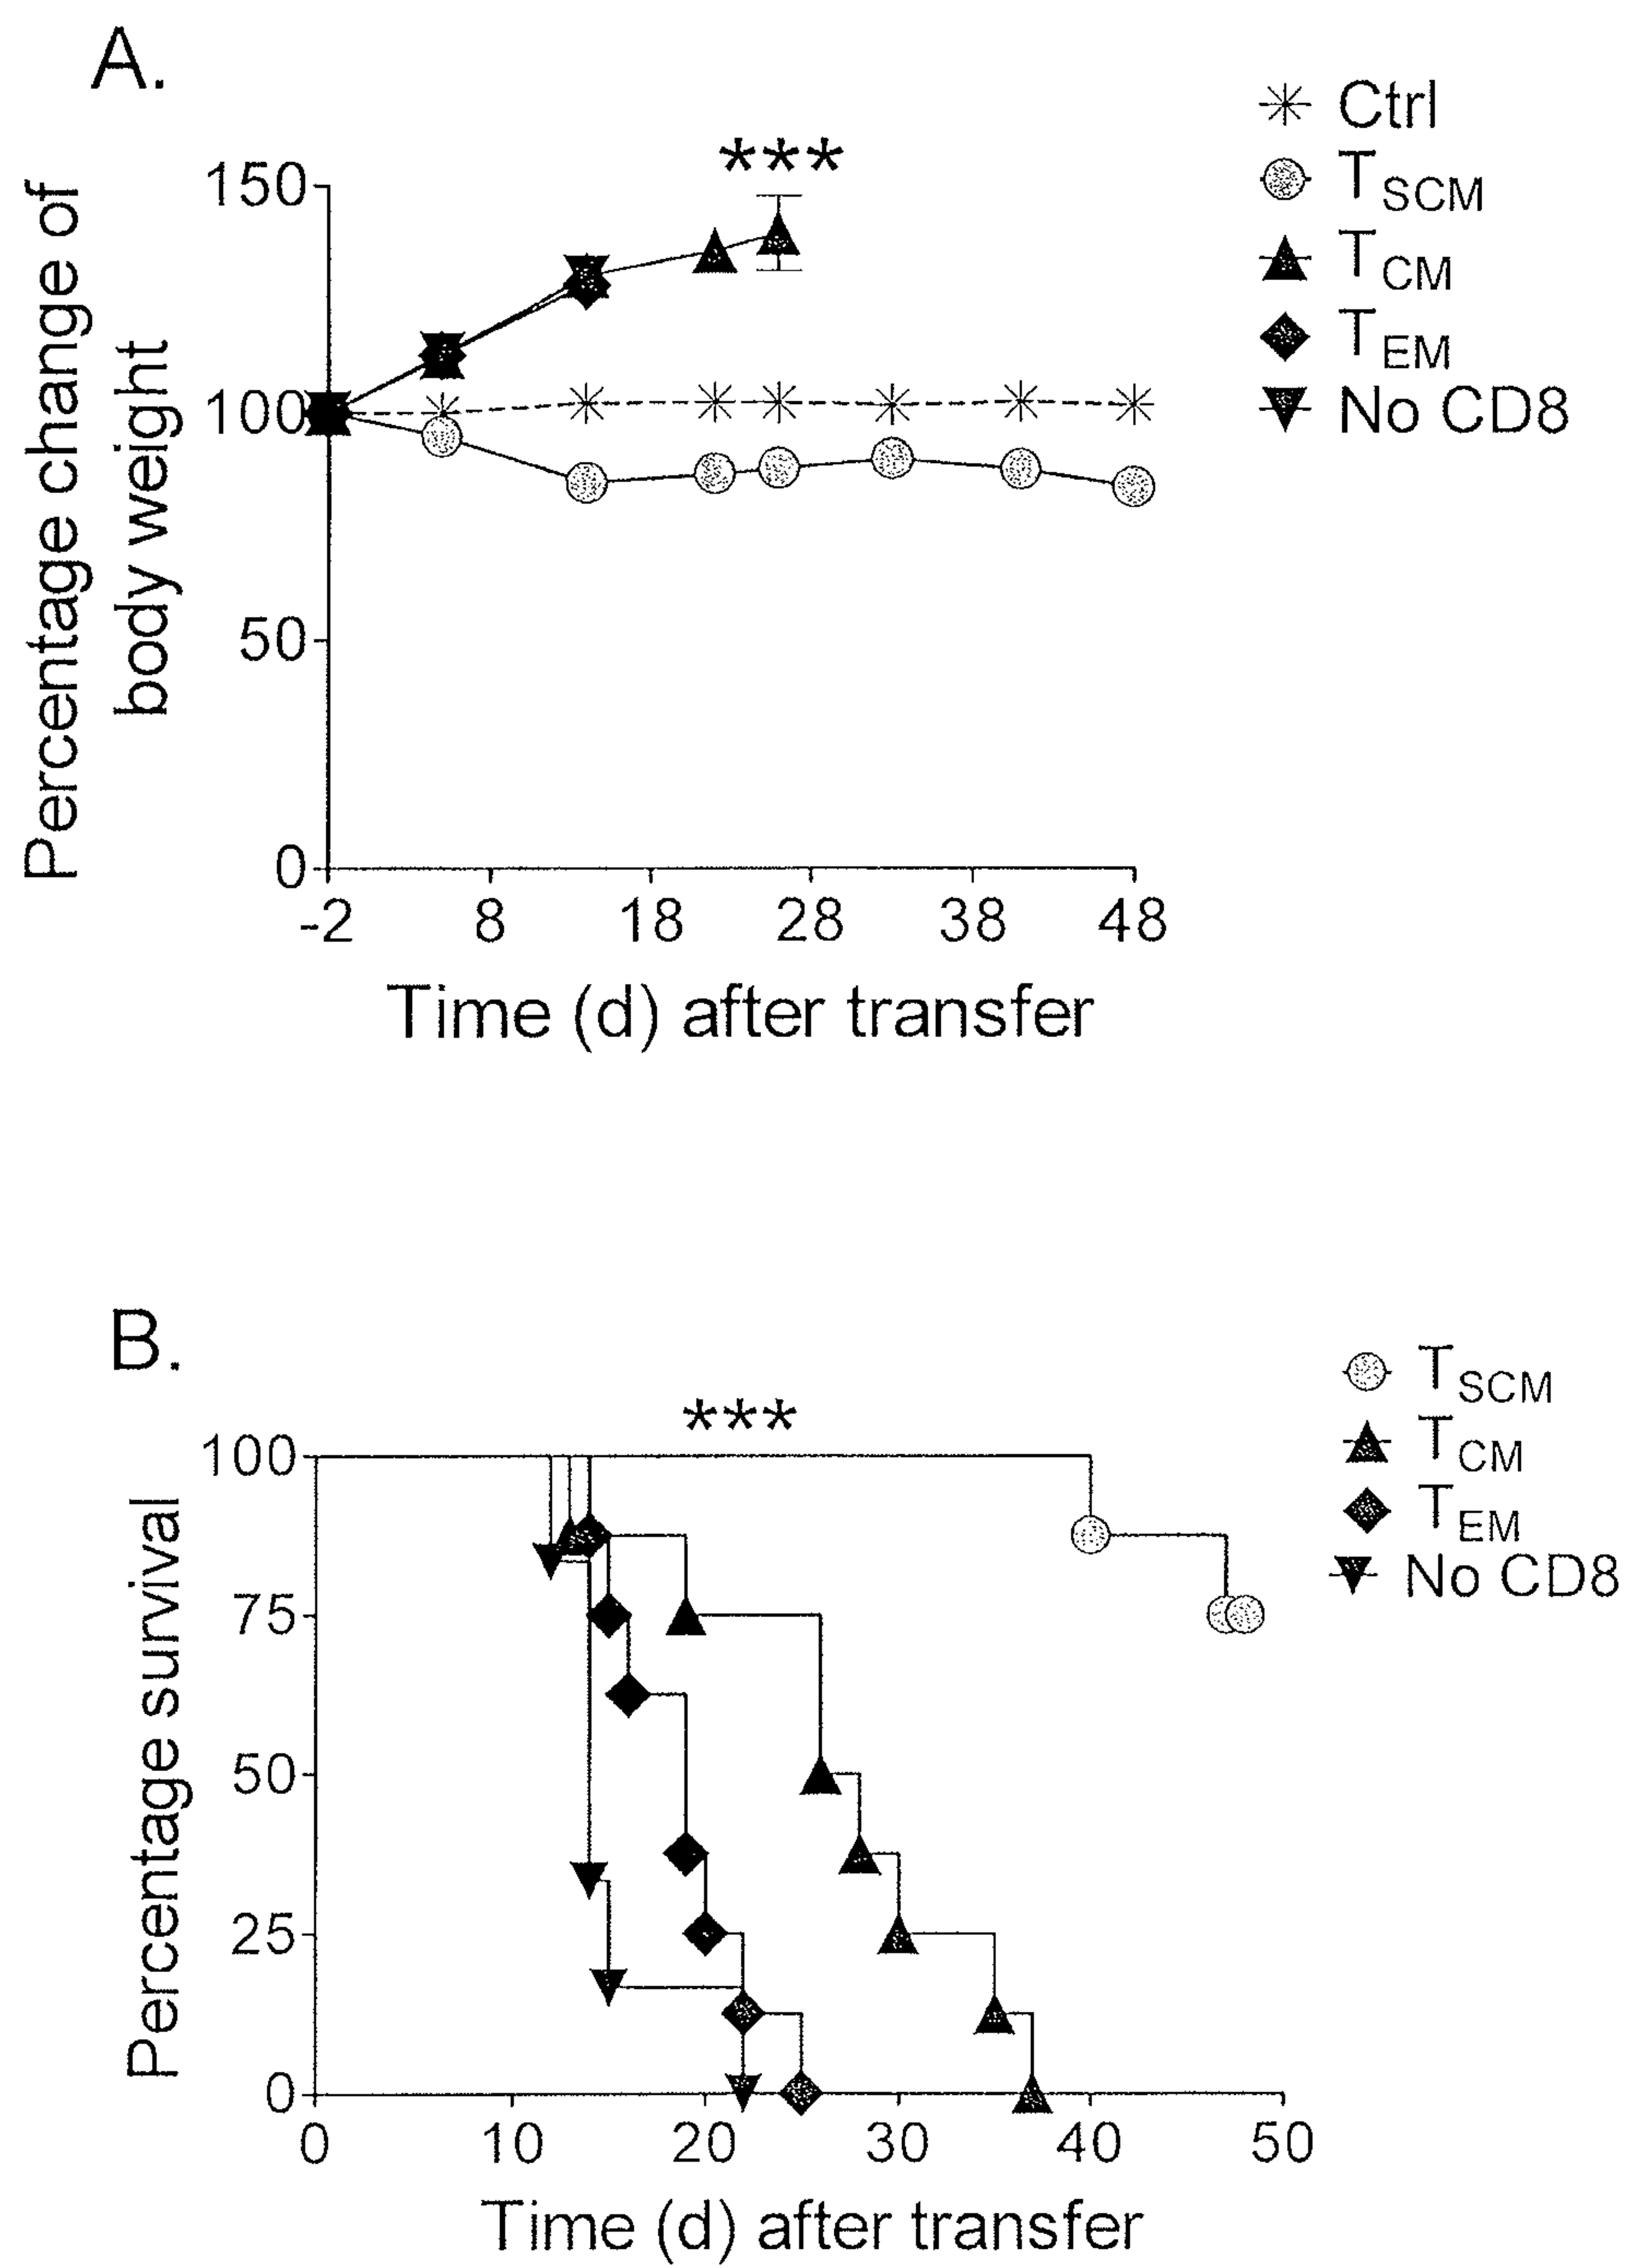 A.
Ctrl
TSCM
TCM
TEM
No CD8
***
Percentage change of
body weight
150
100
50
0
-2 8 18 28 38 48
Time (d) after transfer
B.
TSCM
TCM
TEM
No CD8
***
Percentage survival
100
75
50
25
0
0 10 20 30 40 50
Time (d) after transfer